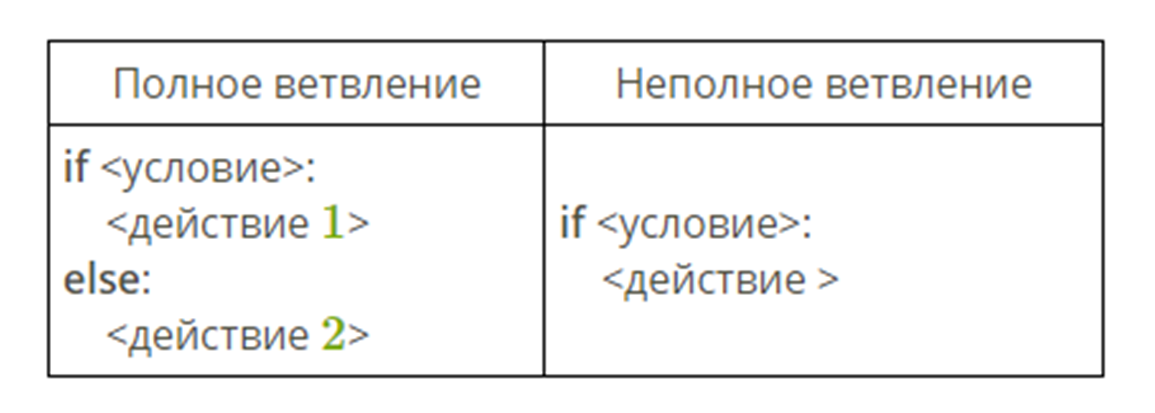 Полное ветвление
Неполное ветвление
if <условие>:
<действие 1>
else:
<действие 2>
if <условие>:
<действие >